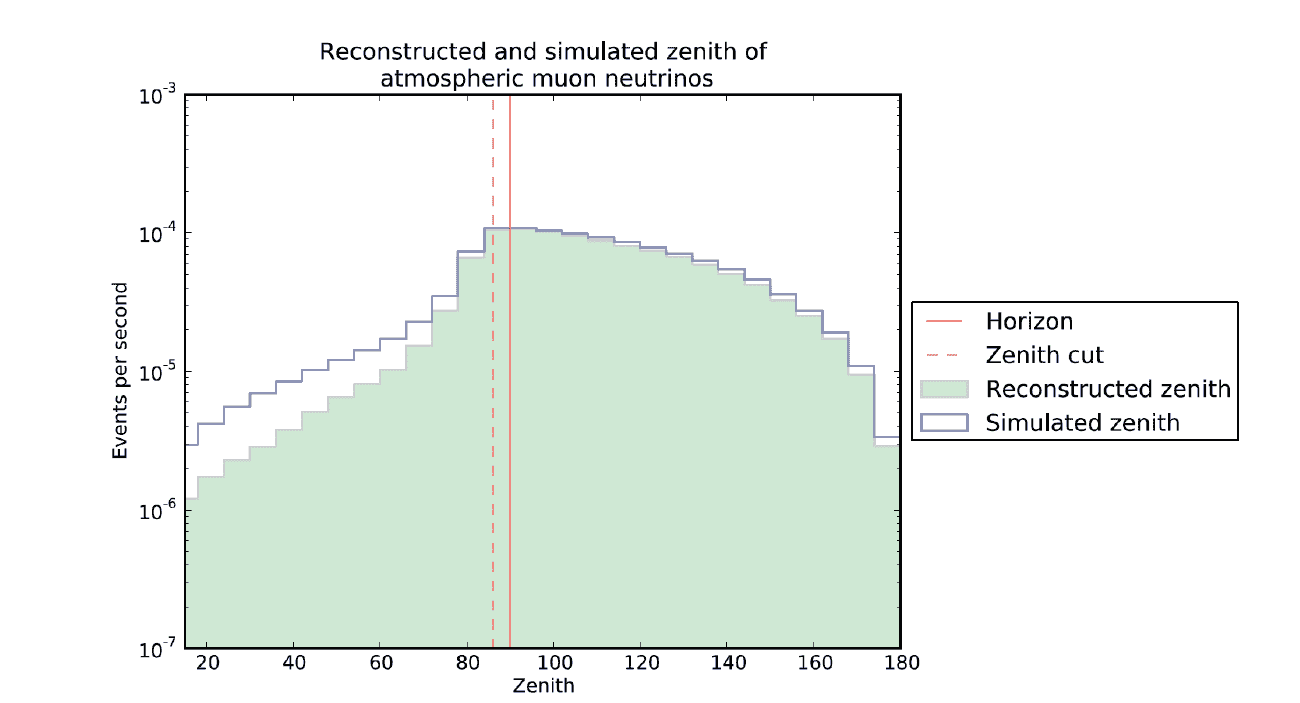 Reconstructed and simulated zenith of
atmospheric muon neutrinos
10^-3
10^-4
10^-5
10^-6
10^-7
Events per second
20 40 60 80 100 120 140 160 180
Zenith
Horizon
Zenith cut
Reconstructed zenith
Simulated zenith